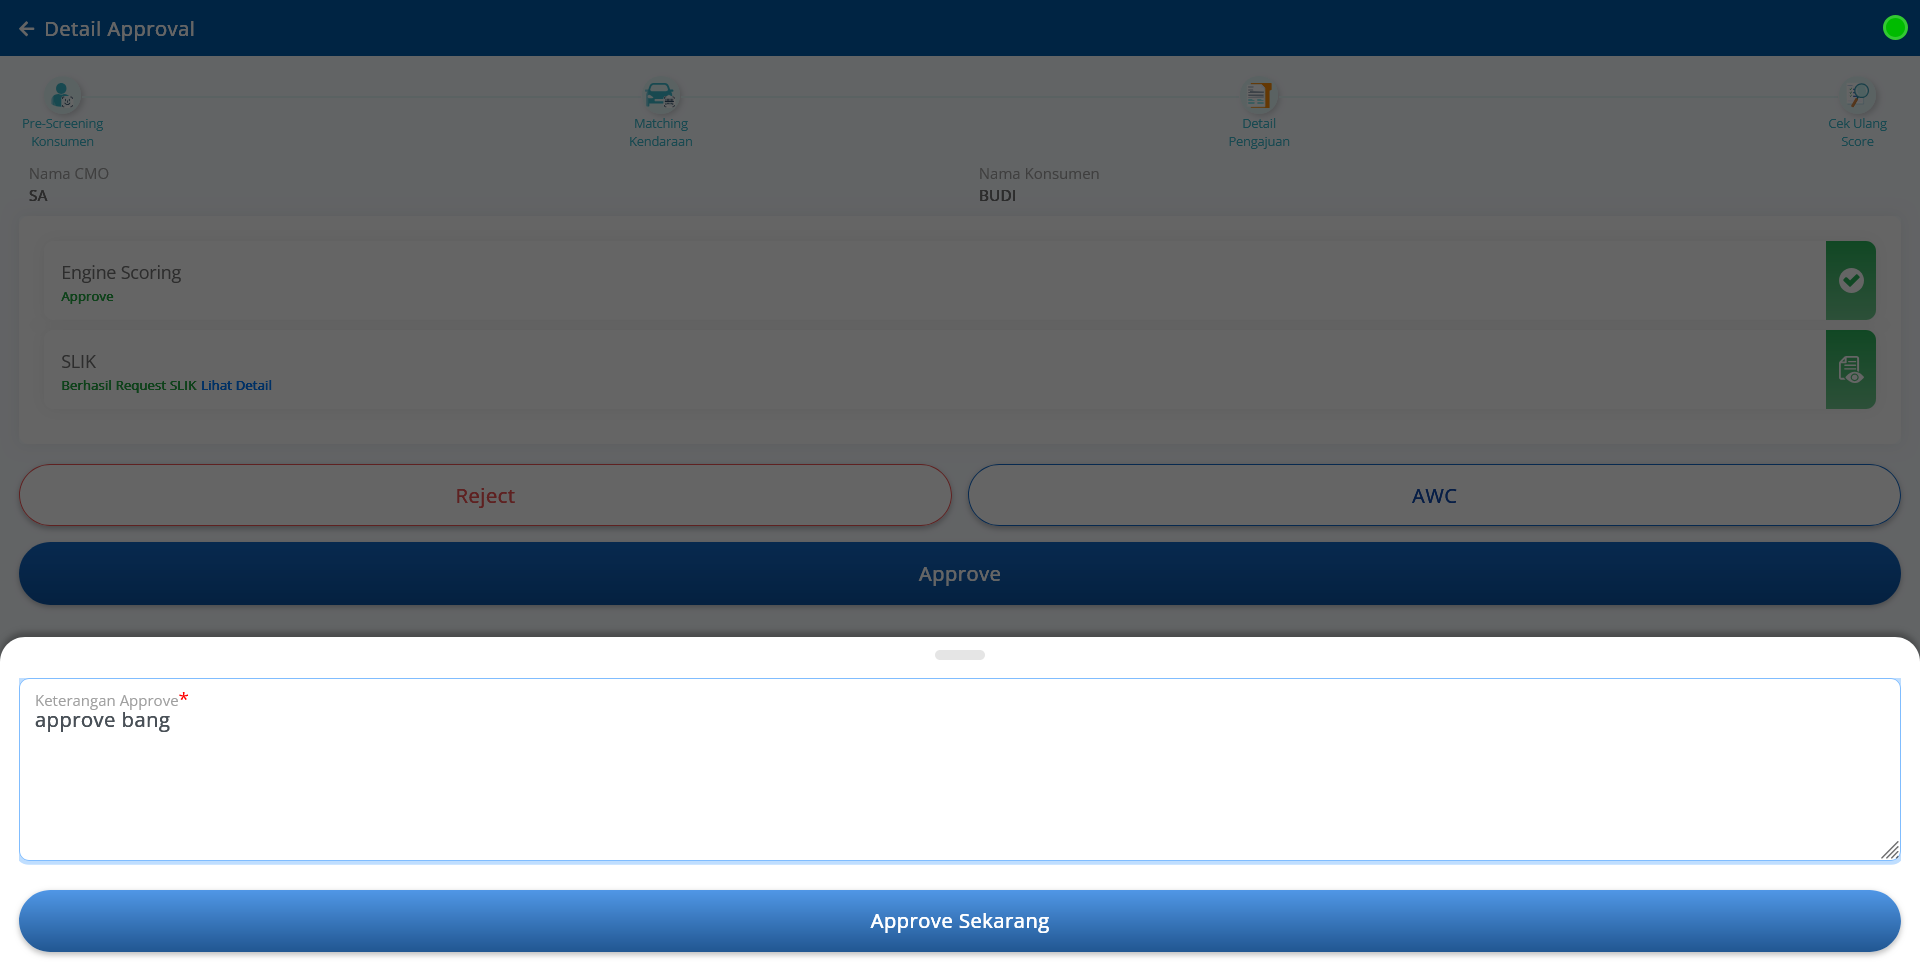 Detail Approval
Pre-Screening
Konsumen
Matching
Kendaraan
Detail
Pengajuan
Cek Ulang
Score
Nama CMO
SA
Nama Konsumen
BUDI
Engine Scoring
Approve
SLIK
Berhasil Request SLIK Lihat Detail
Reject
AWC
Approve
Keterangan Approve*
approve bang
Approve Sekarang